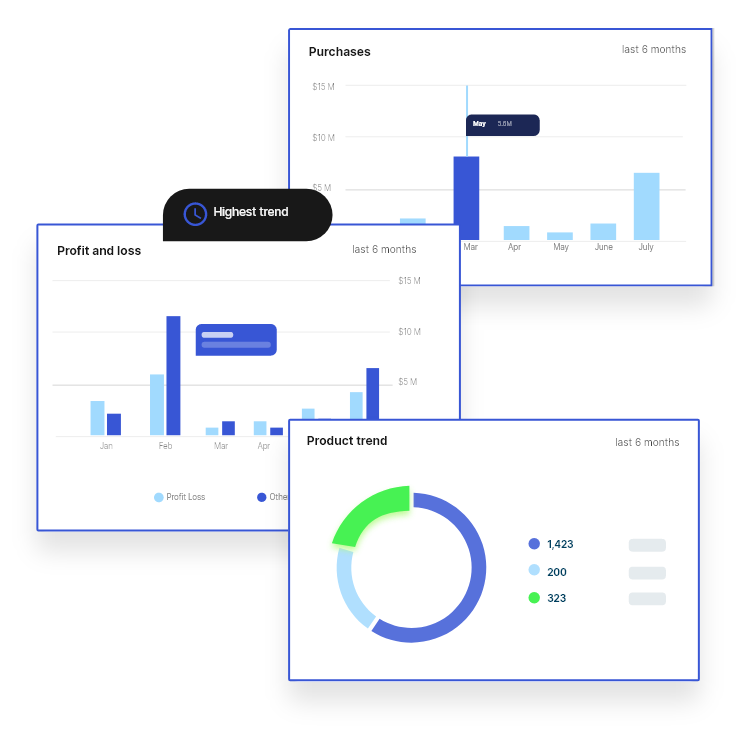 Purchases
last 6 months
$15 M
$10 M
$5 M
May 5.6M
Mar Apr May June July
Highest trend
Profit and loss
last 6 months
$15 M
$10 M
$5 M
Jan Feb Mar Apr
Profit Loss Othe
Product trend
last 6 months
1,423
200
323